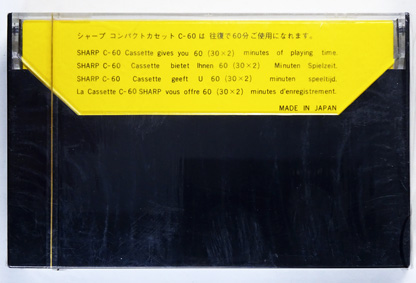 シャープ コンパクトカセット C-60 は 往復で60分ご使用になれます。
SHARP C-60 Cassette gives you 60 (30×2) minutes of playing time.
SHARP C-60 Cassette bietet Ihnen 60 (30×2) Minuten Spielzeit.
SHARP C-60 Cassette geeft U 60 (30×2) minuten speeltijd.
La Cassette C-60 SHARP vous offre 60 (30×2) minutes d'enregistrement.
MADE IN JAPAN